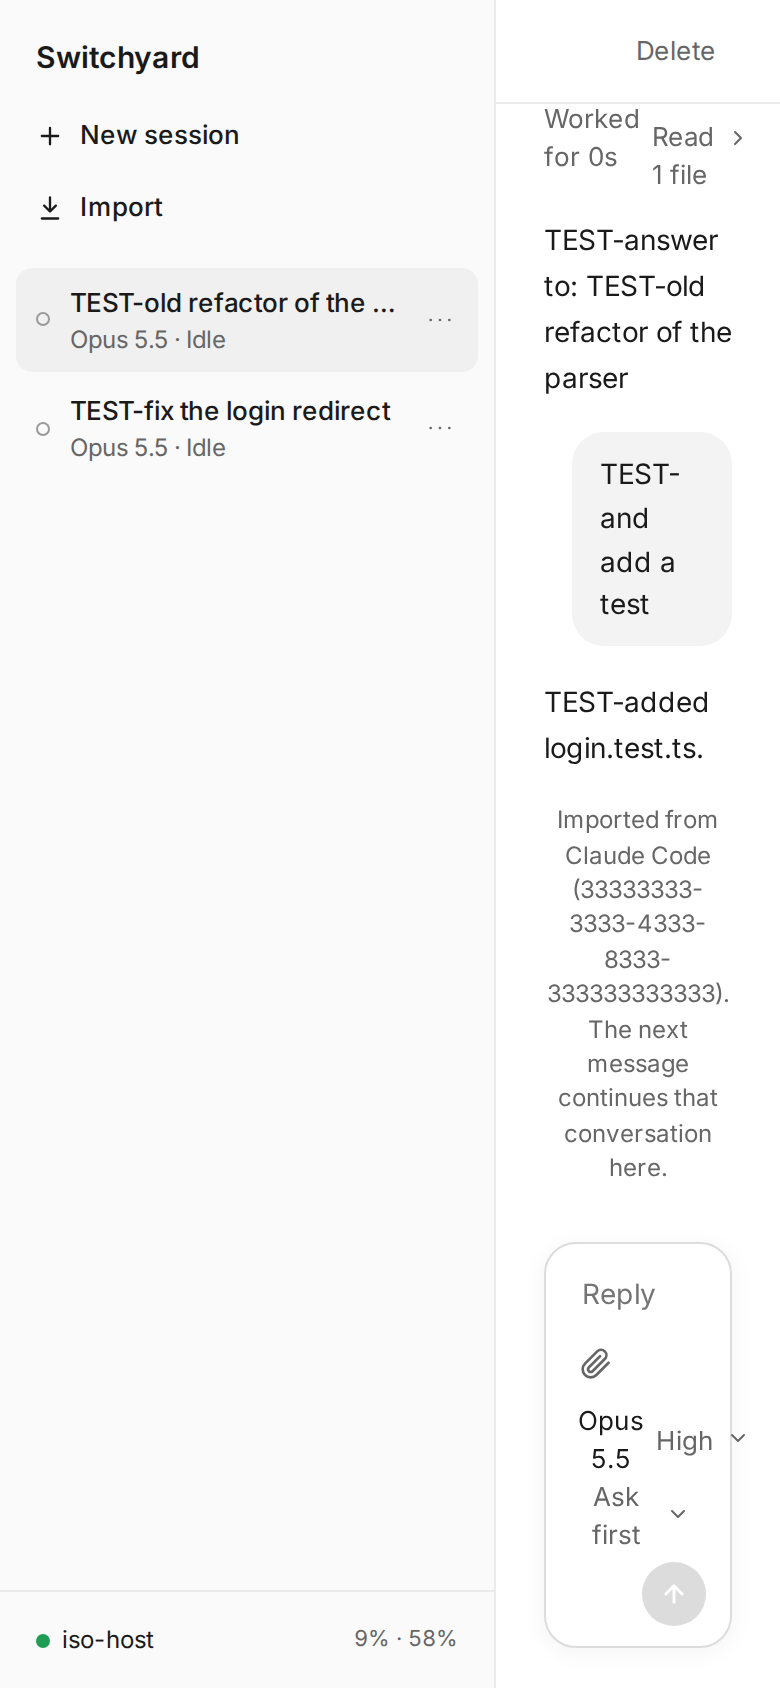 Switchyard
New session
Import
TEST-old refactor of the ...
Opus 5.5 · Idle
TEST-fix the login redirect
Opus 5.5 · Idle
iso-host
9% · 58%
Delete
Worked
for 0s
Read
1 file
TEST-answer
to: TEST-old
refactor of the
parser
TEST-
and
add a
test
TEST-added
login.test.ts.
Imported from
Claude Code
(33333333-
3333-4333-
8333-
333333333333).
The next
message
continues that
conversation
here.
Reply
Opus
5.5
High
Ask
first